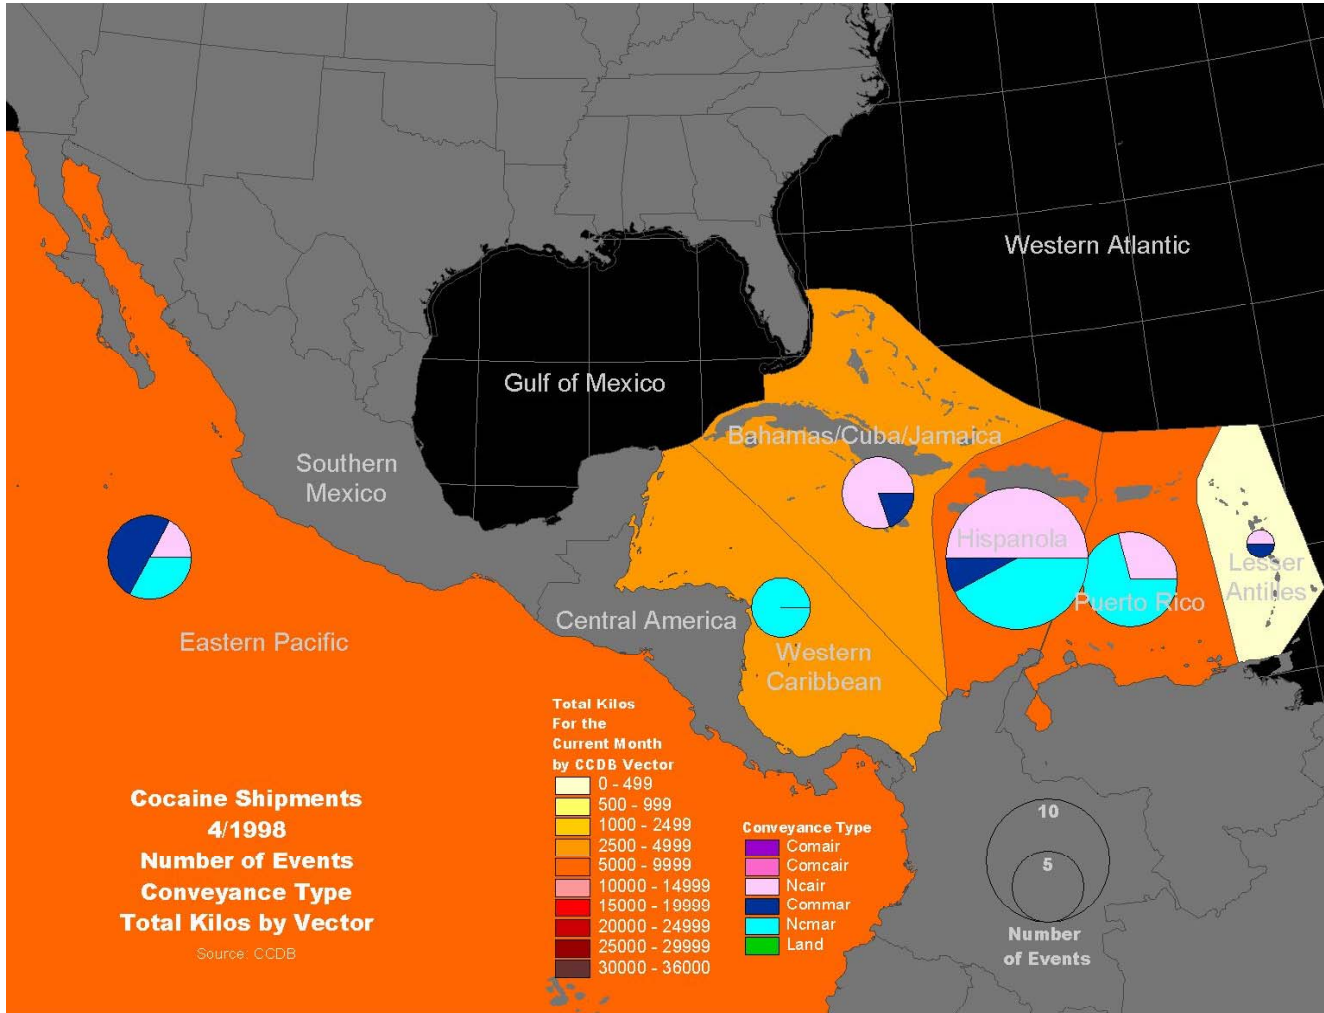 Western Atlantic
Gulf of Mexico
Bahamas/Cuba/Jamaica
Southern
Mexico
Hispanola
Lesser
Antilles
Puerto Rico
Central America
Eastern Pacific
Western
Caribbean
Total Kilos
For the
Current Month
by CCDB Vector
0 - 499
500 - 999
1000 - 2499
2500 - 4999
5000 - 9999
10000 - 14999
15000 - 19999
20000 - 24999
25000 - 29999
30000 - 36000
Cocaine Shipments
4/1998
Number of Events
Conveyance Type
Total Kilos by Vector
Source: CCDB
Conveyance Type
Comair
Comcair
Ncair
Commar
Ncmar
Land
10
5
Number
of Events